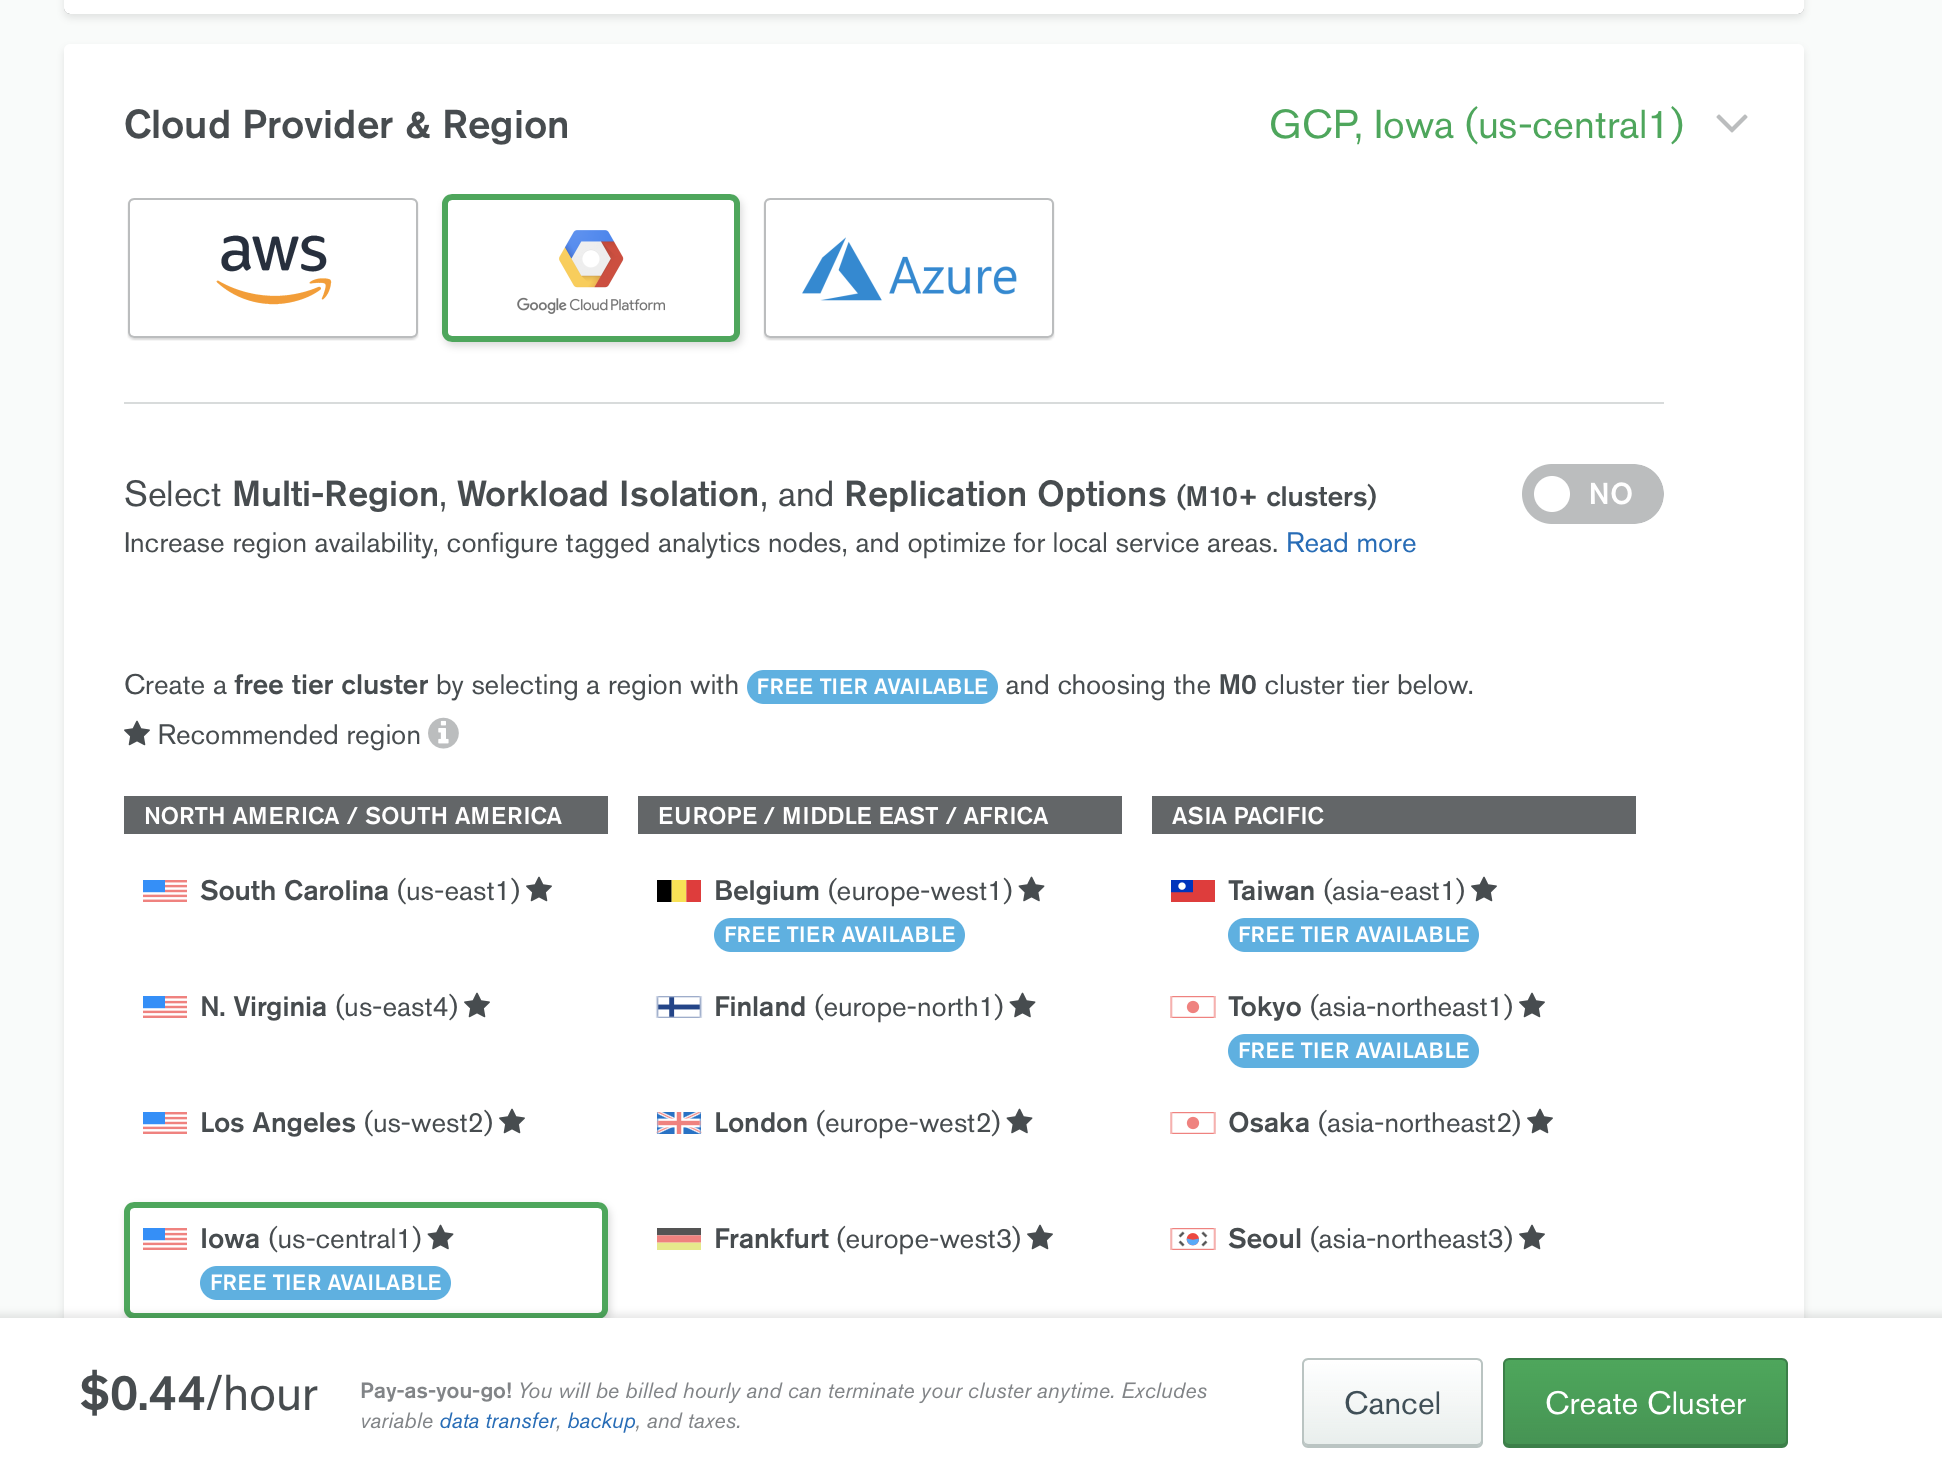 Cloud Provider & Region
GCP, Iowa (us-central1)
aws
Google Cloud Platform
Azure
Select Multi-Region, Workload Isolation, and Replication Options (M10+ clusters)
NO
Increase region availability, configure tagged analytics nodes, and optimize for local service areas. Read more
Create a free tier cluster by selecting a region with FREE TIER AVAILABLE and choosing the M0 cluster tier below.
★ Recommended region i
NORTH AMERICA / SOUTH AMERICA
South Carolina (us-east1) ★
N. Virginia (us-east4) ★
Los Angeles (us-west2) ★
Iowa (us-central1) ★
FREE TIER AVAILABLE
EUROPE / MIDDLE EAST / AFRICA
Belgium (europe-west1) ★
FREE TIER AVAILABLE
Finland (europe-north1) ★
London (europe-west2) ★
Frankfurt (europe-west3) ★
ASIA PACIFIC
Taiwan (asia-east1) ★
FREE TIER AVAILABLE
Tokyo (asia-northeast1) ★
FREE TIER AVAILABLE
Osaka (asia-northeast2) ★
Seoul (asia-northeast3) ★
$0.44/hour
Pay-as-you-go! You will be billed hourly and can terminate your cluster anytime. Excludes
variable data transfer, backup, and taxes.
Cancel
Create Cluster